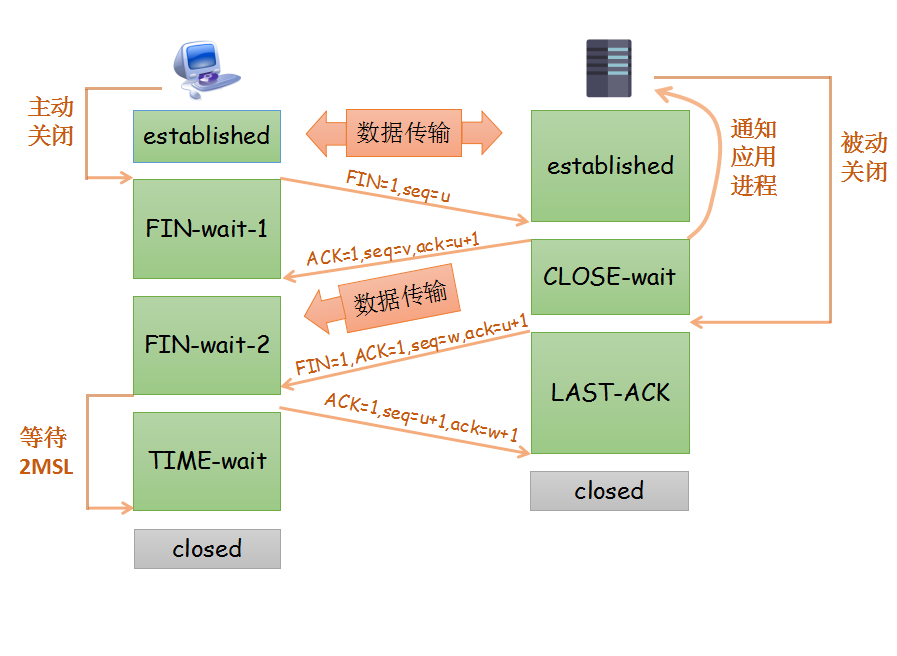 主动
关闭
established
数据传输
established
通知
应用
进程
被动
关闭
FIN=1,seq=u
FIN-wait-1
ACK=1,seq=v,ack=u+1
CLOSE-wait
数据传输
FIN-wait-2
FIN=1,ACK=1,seq=w,ack=u+1
LAST-ACK
ACK=1,seq=u+1,ack=w+1
等待
2MSL
TIME-wait
closed
closed